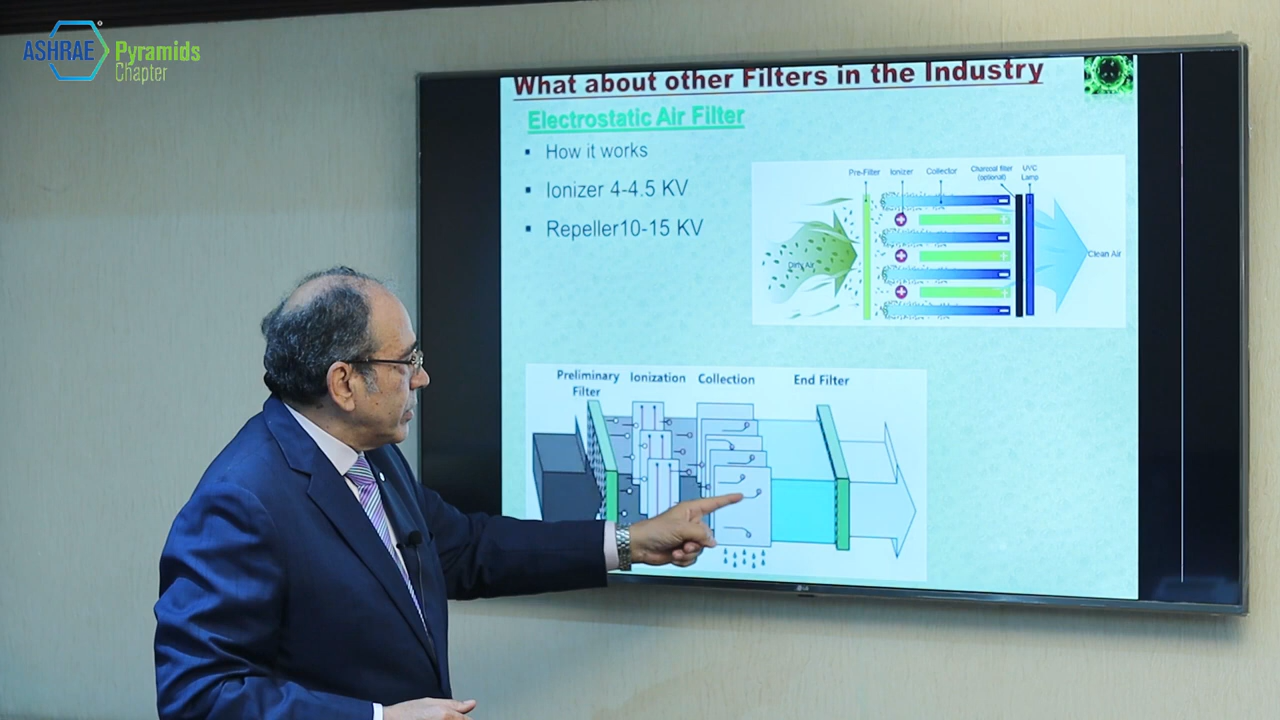 ASHRAE Pyramids
Chapter
What about other Filters in the Industry
Electrostatic Air Filter
▪ How it works
▪ Ionizer 4-4.5 KV
▪ Repeller10-15 KV
Pre-Filter Ionizer Collector Charcoal filter UVC
(optional) Lamp
Dirty Air
Clean Air
Preliminary Ionization Collection End Filter
Filter
LG